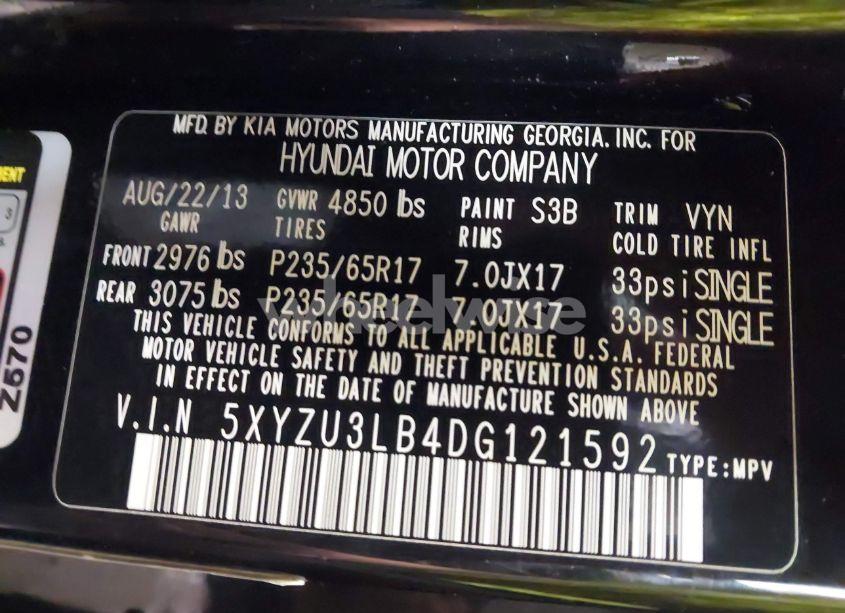 MFD. BY KIA MOTORS MANUFACTURING GEORGIA. INC. FOR
HYUNDAI MOTOR COMPANY
AUG/22/13 GVWR 4850 lbs PAINT S3B TRIM VYN
GAWR TIRES RIMS COLD TIRE INFL
FRONT 2976 lbs P235/65R17 7.0JX17 33psi SINGLE
REAR 3075 lbs P235/65R17 7.0JX17 33psi SINGLE
THIS VEHICLE CONFORMS TO ALL APPLICABLE U.S.A. FEDERAL
MOTOR VEHICLE SAFETY AND THEFT PREVENTION STANDARDS
IN EFFECT ON THE DATE OF MANUFACTURE SHOWN ABOVE
V.I.N 5XYZU3LB4DG121592 TYPE:MPV
wheelwise
Z670
3